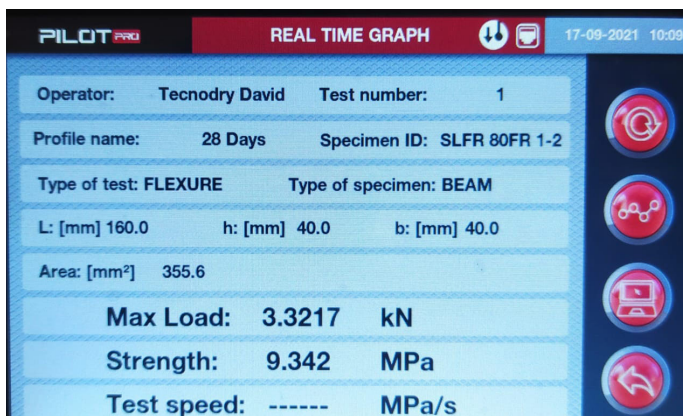 PILOT PRO REAL TIME GRAPH 17-09-2021 10:09
Operator: Tecnodry David Test number: 1
Profile name: 28 Days Specimen ID: SLFR 80FR 1-2
Type of test: FLEXURE Type of specimen: BEAM
L: [mm] 160.0 h: [mm] 40.0 b: [mm] 40.0
Area: [mm²] 355.6
Max Load: 3.3217 kN
Strength: 9.342 MPa
Test speed: ------ MPa/s